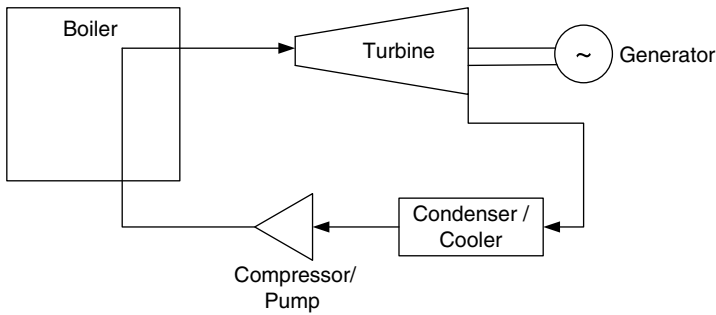 Boiler
Turbine
~
Generator
Condenser /
Cooler
Compressor/
Pump